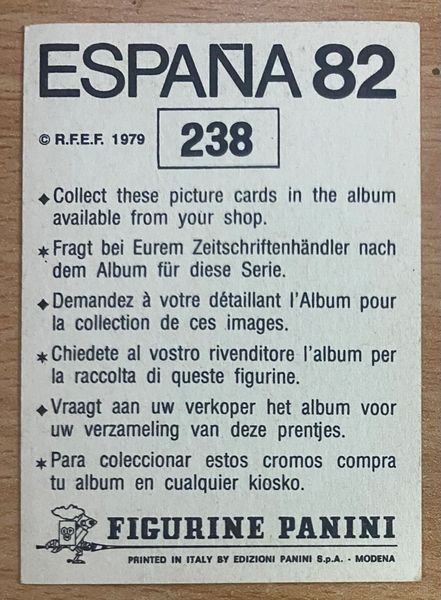 ESPAÑA 82
© R.F.E.F. 1979 238
◆ Collect these picture cards in the album
available from your shop.
✶ Fragt bei Eurem Zeitschriftenhändler nach
dem Album für diese Serie.
◆ Demandez à votre détaillant l'Album pour
la collection de ces images.
✶ Chiedete al vostro rivenditore l'album per
la raccolta di queste figurine.
◆ Vraagt aan uw verkoper het album voor
uw verzameling van deze prentjes.
✶ Para coleccionar estos cromos compra
tu album en cualquier kiosko.
FIGURINE PANINI
PRINTED IN ITALY BY EDIZIONI PANINI S.p.A. - MODENA